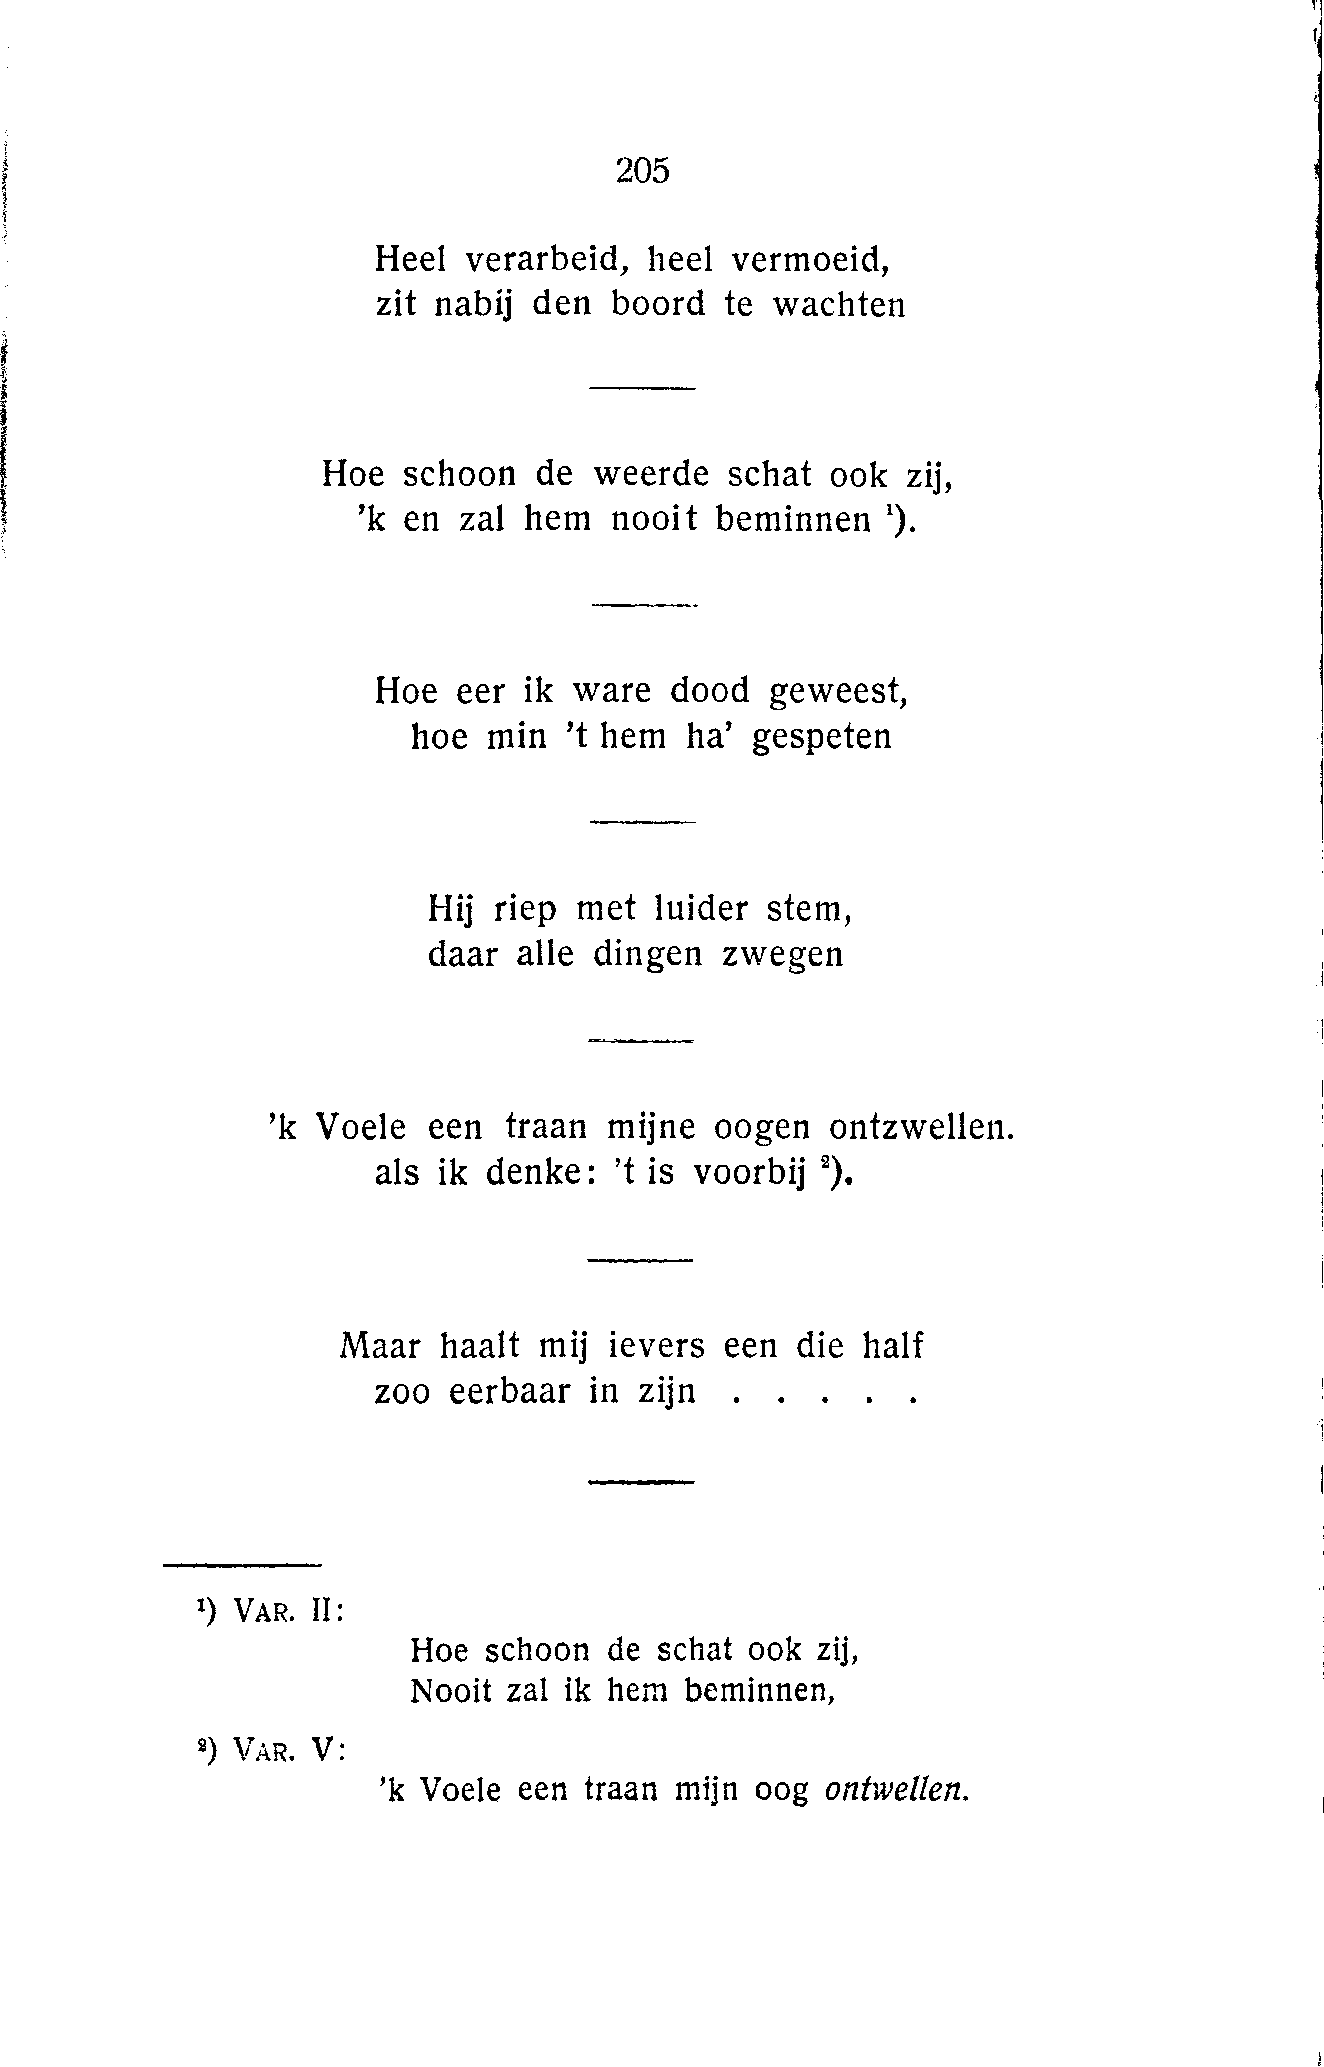 205
Heel verarbeid, heel vermoeid,
zit nabij den boord te wachten
Hoe schoon de weerde schat ook zij,
'k en zal hem nooit beminnen ¹).
Hoe eer ik ware dood geweest,
hoe min 't hem ha' gespeten
Hij riep met luider stem,
daar alle dingen zwegen
'k Voele een traan mijne oogen ontzwellen.
als ik denke: 't is voorbij ²).
Maar haalt mij ievers een die half
zoo eerbaar in zijn . . . . .
¹) VAR. II:
Hoe schoon de schat ook zij,
Nooit zal ik hem beminnen,
²) VAR. V:
'k Voele een traan mijn oog ontwellen.